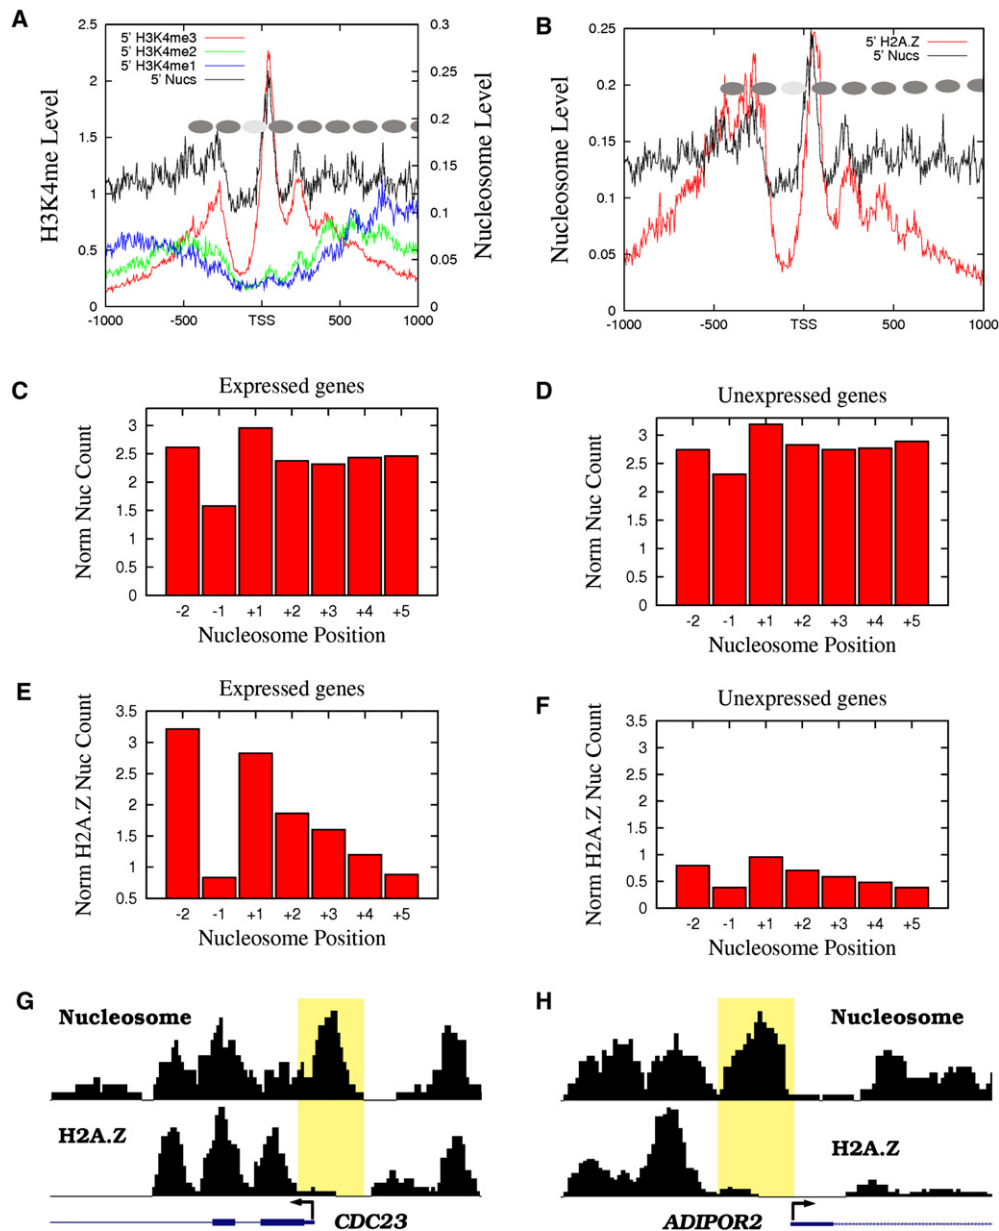 A
5' H3K4me3
5' H3K4me2
5' H3K4me1
5' Nucs
H3K4me Level
Nucleosome Level
2.5
2
1.5
1
0.5
0
0.3
0.25
0.2
0.15
0.1
0.05
0
-1000 -500 TSS 500 1000
B
5' H2A.Z
5' Nucs
Nucleosome Level
0.25
0.2
0.15
0.1
0.05
0
-1000 -500 TSS 500 1000
C
Expressed genes
Norm Nuc Count
3
2.5
2
1.5
1
0.5
0
-2 -1 +1 +2 +3 +4 +5
Nucleosome Position
D
Unexpressed genes
Norm Nuc Count
3
2.5
2
1.5
1
0.5
0
-2 -1 +1 +2 +3 +4 +5
Nucleosome Position
E
Expressed genes
Norm H2A.Z Nuc Count
3.5
3
2.5
2
1.5
1
0.5
-2 -1 +1 +2 +3 +4 +5
Nucleosome Position
F
Unexpressed genes
Norm H2A.Z Nuc Count
3.5
3
2.5
2
1.5
1
0.5
0
-2 -1 +1 +2 +3 +4 +5
Nucleosome Position
G
Nucleosome
H2A.Z
CDC23
H
Nucleosome
H2A.Z
ADIPOR2